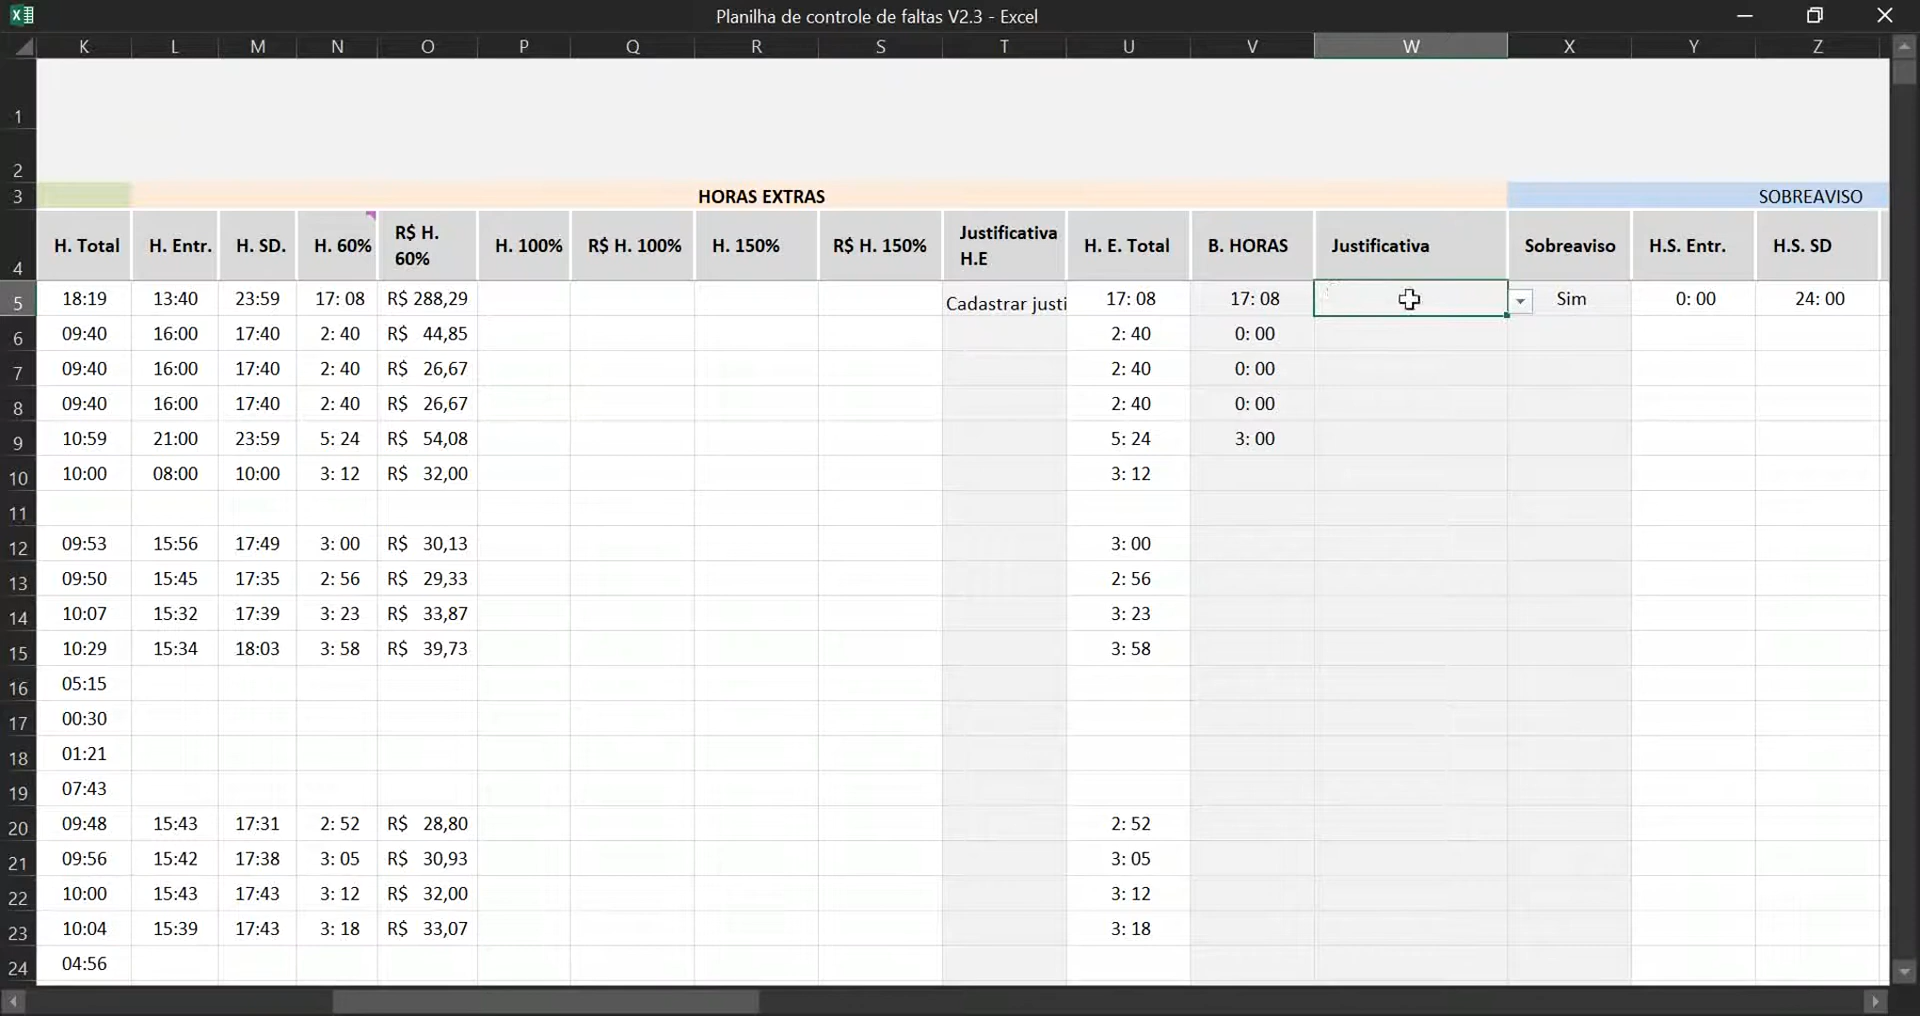 Planilha de controle de faltas V2.3 - Excel
K L M N O P Q R S T U V W X Y Z
1
2
3 HORAS EXTRAS SOBREAVISO
4 H. Total H. Entr. H. SD. H. 60% R$ H. 60% H. 100% R$ H. 100% H. 150% R$ H. 150% Justificativa H.E H. E. Total B. HORAS Justificativa Sobreaviso H.S. Entr. H.S. SD
5 18:19 13:40 23:59 17: 08 R$ 288,29 Cadastrar justi 17: 08 17: 08 Sim 0: 00 24: 00
6 09:40 16:00 17:40 2: 40 R$ 44,85 2: 40 0: 00
7 09:40 16:00 17:40 2: 40 R$ 26,67 2: 40 0: 00
8 09:40 16:00 17:40 2: 40 R$ 26,67 2: 40 0: 00
9 10:59 21:00 23:59 5: 24 R$ 54,08 5: 24 3: 00
10 10:00 08:00 10:00 3: 12 R$ 32,00 3: 12
11
12 09:53 15:56 17:49 3: 00 R$ 30,13 3: 00
13 09:50 15:45 17:35 2: 56 R$ 29,33 2: 56
14 10:07 15:32 17:39 3: 23 R$ 33,87 3: 23
15 10:29 15:34 18:03 3: 58 R$ 39,73 3: 58
16 05:15
17 00:30
18 01:21
19 07:43
20 09:48 15:43 17:31 2: 52 R$ 28,80 2: 52
21 09:56 15:42 17:38 3: 05 R$ 30,93 3: 05
22 10:00 15:43 17:43 3: 12 R$ 32,00 3: 12
23 10:04 15:39 17:43 3: 18 R$ 33,07 3: 18
24 04:56